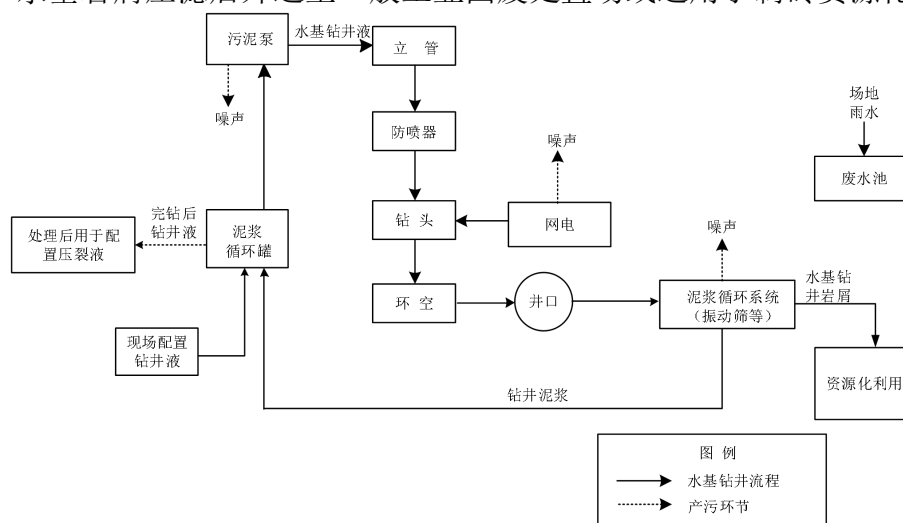 污泥泵
水基钻井液
立 管
噪声
防喷器
噪声
场地
雨水
废水池
完钻后
钻井液
处理后用于配
置压裂液
泥浆
循环罐
钻头
网电
噪声
水基钻
井岩屑
环 空
井口
泥浆循环系统
（振动筛等）
现场配置
钻井液
资源化利用
钻井泥浆
图 例
水基钻井流程
产污环节